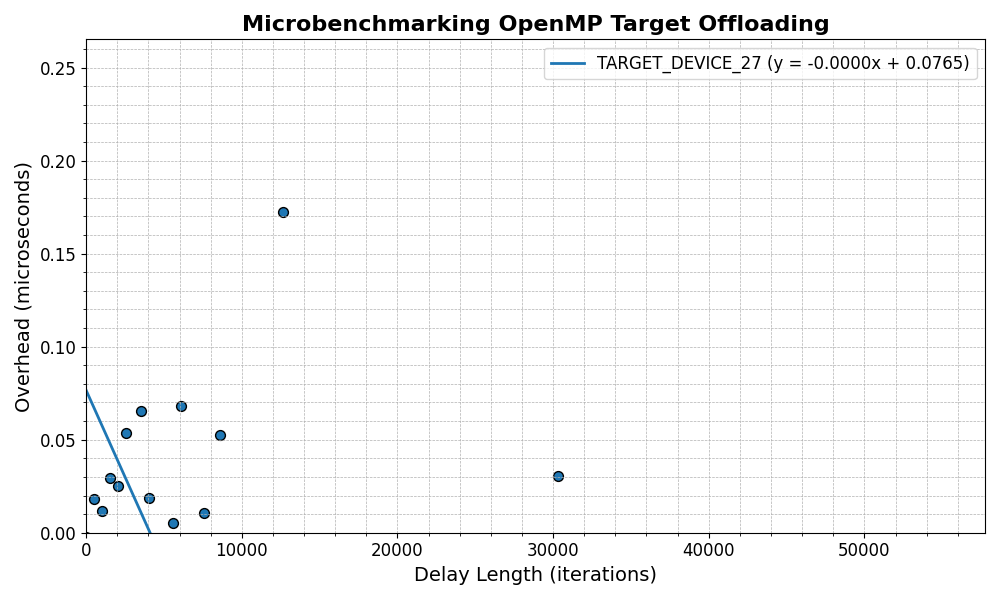 Microbenchmarking OpenMP Target Offloading
TARGET_DEVICE_27 (y = -0.0000x + 0.0765)
Overhead (microseconds)
0.25
0.20
0.15
0.10
0.05
0.00
0 10000 20000 30000 40000 50000
Delay Length (iterations)